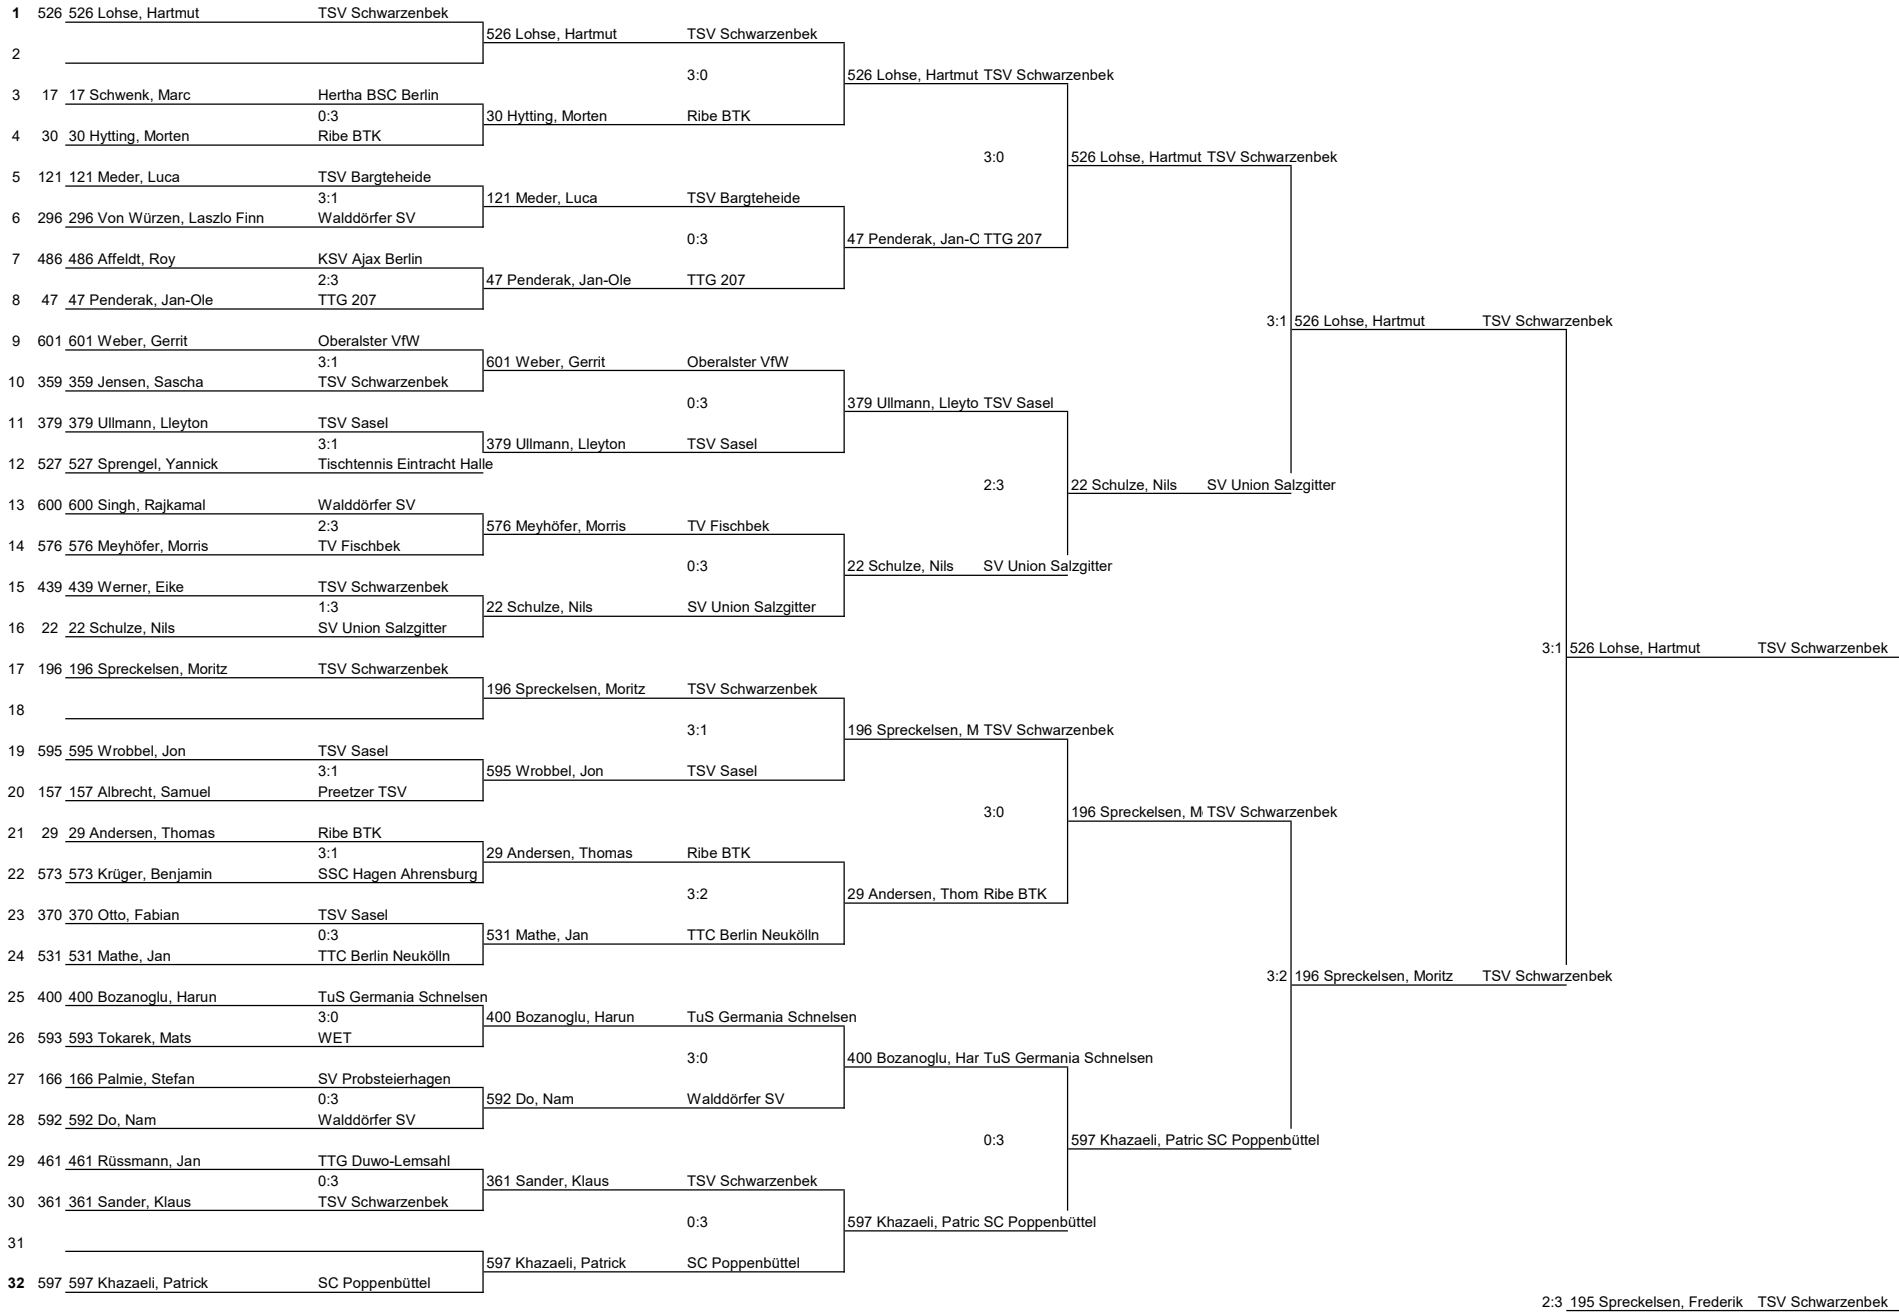 1 526 526 Lohse, Hartmut TSV Schwarzenbek
526 Lohse, Hartmut TSV Schwarzenbek
2
3:0 526 Lohse, Hartmut TSV Schwarzenbek
3 17 17 Schwenk, Marc Hertha BSC Berlin
0:3 30 Hytting, Morten Ribe BTK
4 30 30 Hytting, Morten Ribe BTK
3:0 526 Lohse, Hartmut TSV Schwarzenbek
5 121 121 Meder, Luca TSV Bargteheide
3:1 121 Meder, Luca TSV Bargteheide
6 296 296 Von Würzen, Laszlo Finn Walddörfer SV
0:3 47 Penderak, Jan-O TTG 207
7 486 486 Affeldt, Roy KSV Ajax Berlin
2:3 47 Penderak, Jan-Ole TTG 207
8 47 47 Penderak, Jan-Ole TTG 207
3:1 526 Lohse, Hartmut TSV Schwarzenbek
9 601 601 Weber, Gerrit Oberalster VfW
3:1 601 Weber, Gerrit Oberalster VfW
10 359 359 Jensen, Sascha TSV Schwarzenbek
0:3 379 Ullmann, Lleyto TSV Sasel
11 379 379 Ullmann, Lleyton TSV Sasel
3:1 379 Ullmann, Lleyton TSV Sasel
12 527 527 Sprengel, Yannick Tischtennis Eintracht Halle
2:3 22 Schulze, Nils SV Union Salzgitter
13 600 600 Singh, Rajkamal Walddörfer SV
2:3 576 Meyhöfer, Morris TV Fischbek
14 576 576 Meyhöfer, Morris TV Fischbek
0:3 22 Schulze, Nils SV Union Salzgitter
15 439 439 Werner, Eike TSV Schwarzenbek
1:3 22 Schulze, Nils SV Union Salzgitter
16 22 22 Schulze, Nils SV Union Salzgitter
3:1 526 Lohse, Hartmut TSV Schwarzenbek
17 196 196 Spreckelsen, Moritz TSV Schwarzenbek
196 Spreckelsen, Moritz TSV Schwarzenbek
18
3:1 196 Spreckelsen, M TSV Schwarzenbek
19 595 595 Wrobbel, Jon TSV Sasel
3:1 595 Wrobbel, Jon TSV Sasel
20 157 157 Albrecht, Samuel Preetzer TSV
3:0 196 Spreckelsen, M TSV Schwarzenbek
21 29 29 Andersen, Thomas Ribe BTK
3:1 29 Andersen, Thomas Ribe BTK
22 573 573 Krüger, Benjamin SSC Hagen Ahrensburg
3:2 29 Andersen, Thom Ribe BTK
23 370 370 Otto, Fabian TSV Sasel
0:3 531 Mathe, Jan TTC Berlin Neukölln
24 531 531 Mathe, Jan TTC Berlin Neukölln
3:2 196 Spreckelsen, Moritz TSV Schwarzenbek
25 400 400 Bozanoglu, Harun TuS Germania Schnelsen
3:0 400 Bozanoglu, Harun TuS Germania Schnelsen
26 593 593 Tokarek, Mats WET
3:0 400 Bozanoglu, Har TuS Germania Schnelsen
27 166 166 Palmie, Stefan SV Probsteierhagen
0:3 592 Do, Nam Walddörfer SV
28 592 592 Do, Nam Walddörfer SV
0:3 597 Khazaeli, Patric SC Poppenbüttel
29 461 461 Rüssmann, Jan TTG Duwo-Lemsahl
0:3 361 Sander, Klaus TSV Schwarzenbek
30 361 361 Sander, Klaus TSV Schwarzenbek
0:3 597 Khazaeli, Patric SC Poppenbüttel
31
597 Khazaeli, Patrick SC Poppenbüttel
32 597 597 Khazaeli, Patrick SC Poppenbüttel
2:3 195 Spreckelsen, Frederik TSV Schwarzenbek